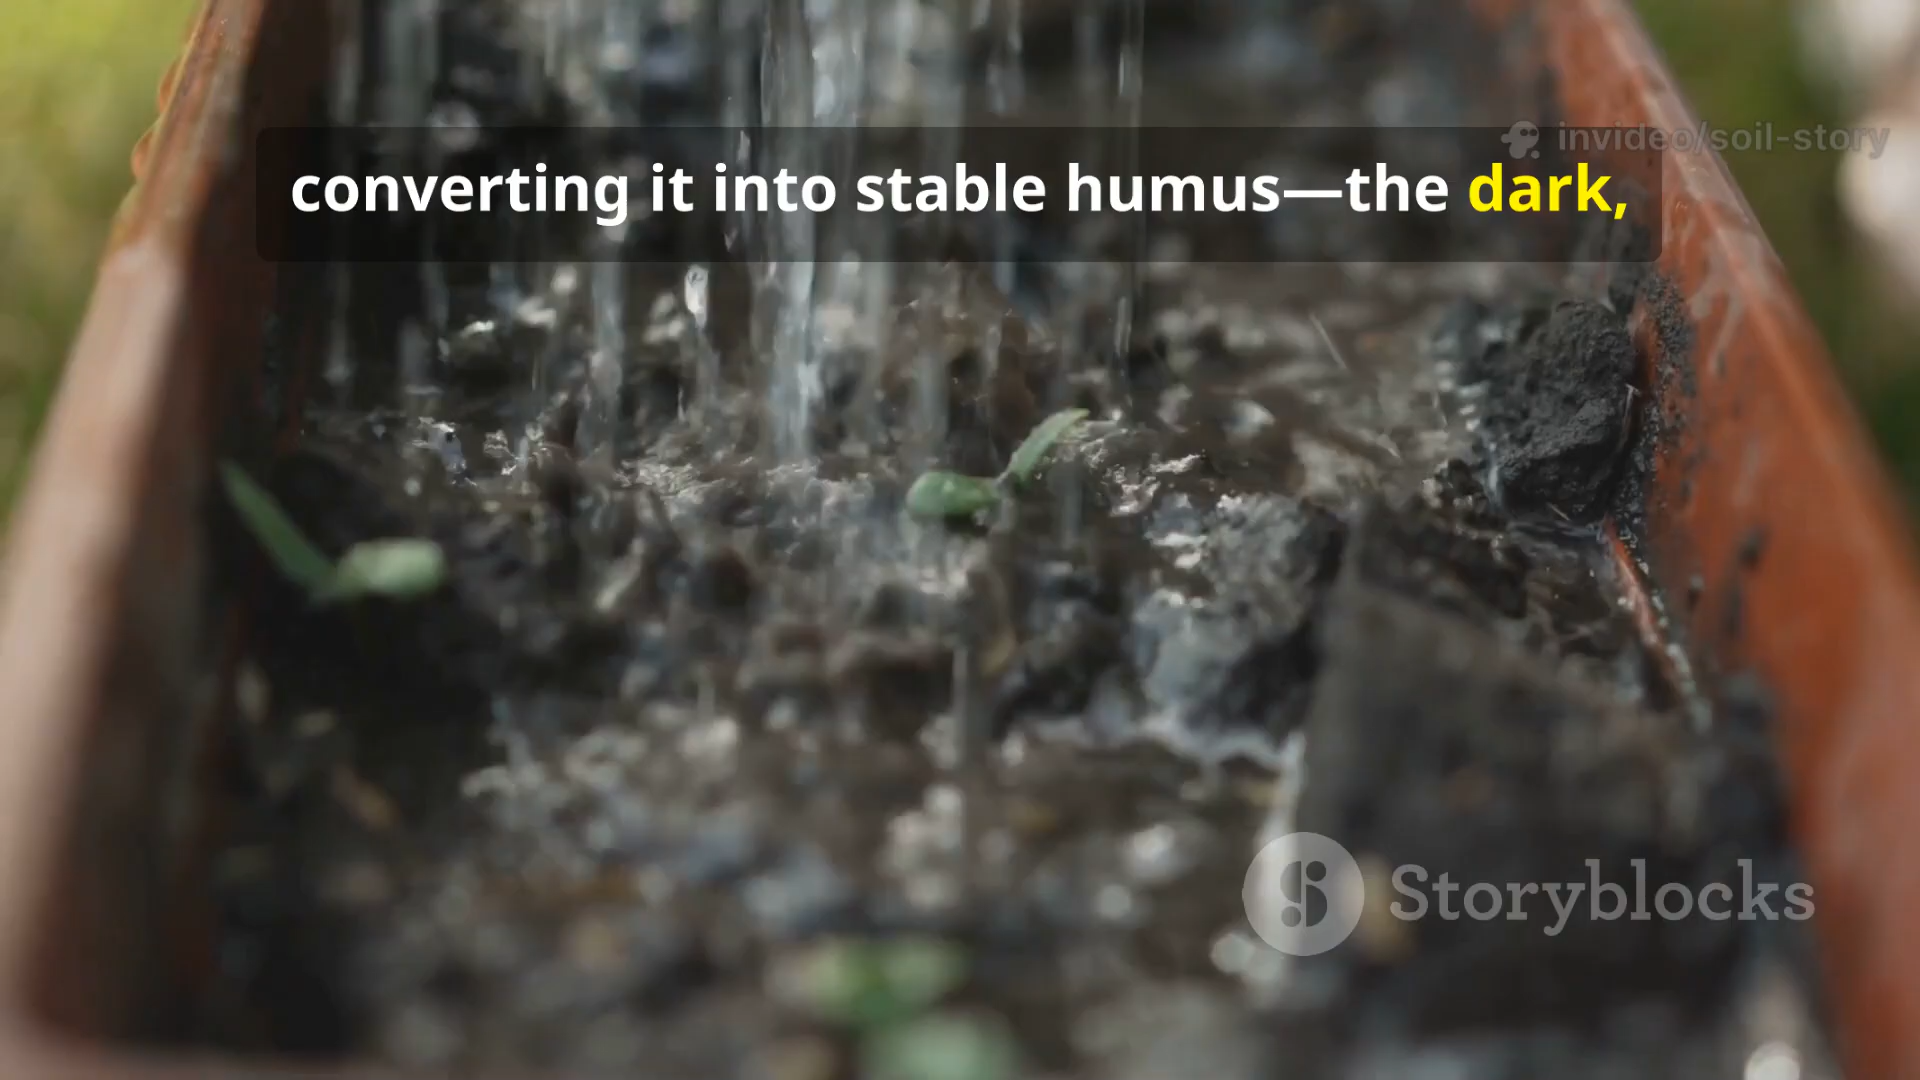 invideo/soil-story
converting it into stable humus—the dark,
Storyblocks